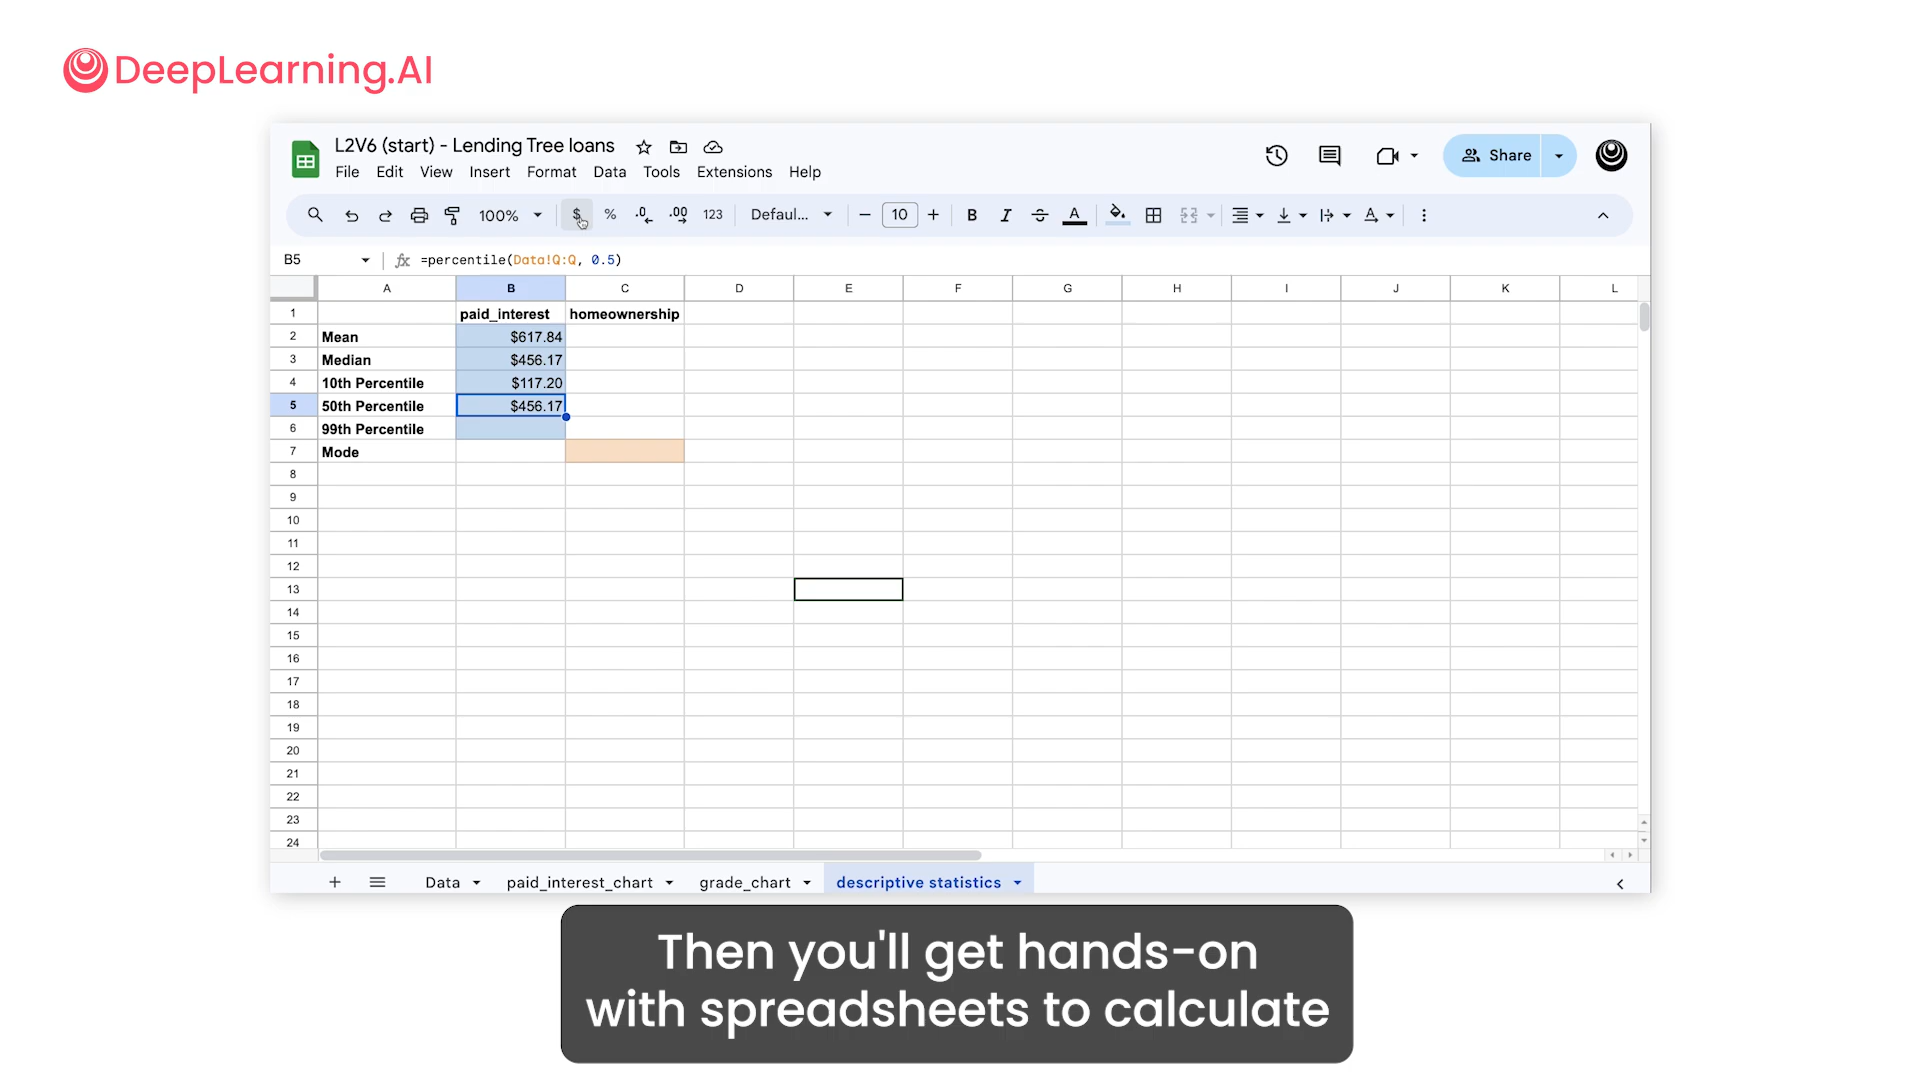 DeepLearning.AI
L2V6 (start) - Lending Tree loans
File Edit View Insert Format Data Tools Extensions Help
Share
100% $ % .0 .00 123 Defaul... 10 B I A
B5 fx =percentile(Data!Q:Q, 0.5)
A B C D E F G H I J K L
1 paid_interest homeownership
2 Mean $617.84
3 Median $456.17
4 10th Percentile $117.20
5 50th Percentile $456.17
6 99th Percentile
7 Mode
8
9
10
11
12
13
14
15
16
17
18
19
20
21
22
23
24
Data paid_interest_chart grade_chart descriptive statistics
Then you'll get hands-on
with spreadsheets to calculate